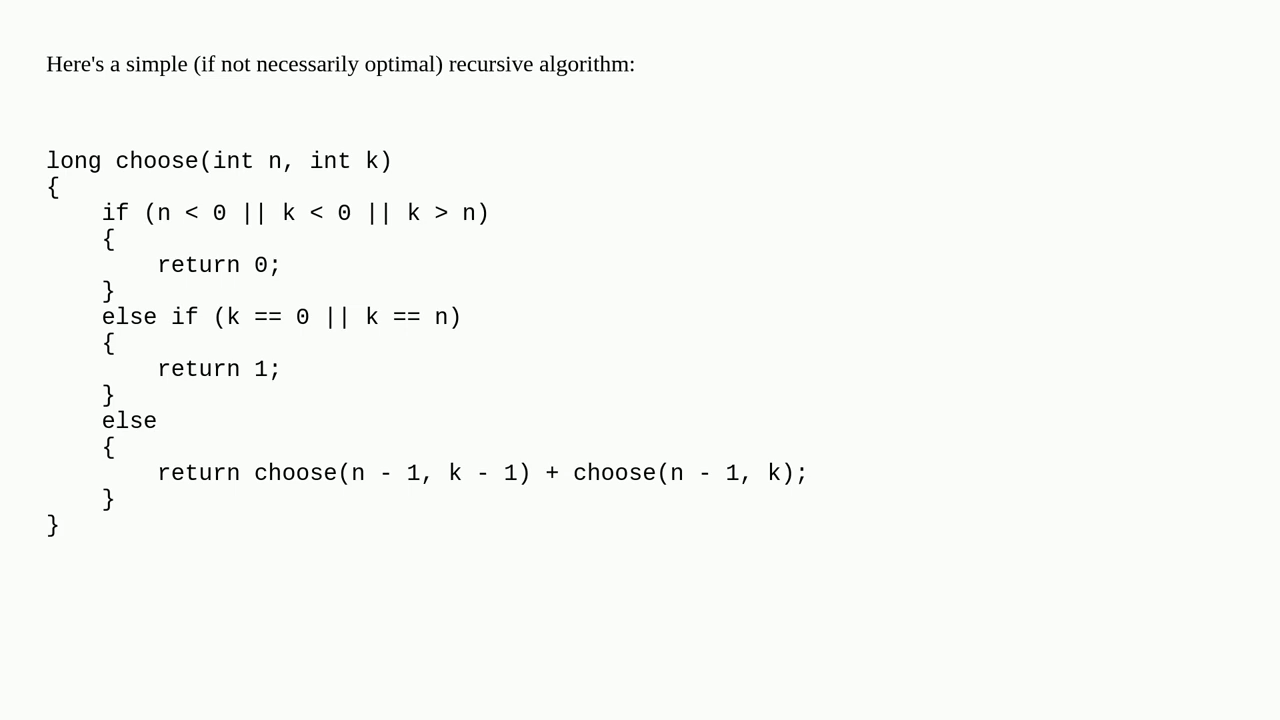 Here's a simple (if not necessarily optimal) recursive algorithm:
long choose(int n, int k)
{
    if (n < 0 || k < 0 || k > n)
    {
        return 0;
    }
    else if (k == 0 || k == n)
    {
        return 1;
    }
    else
    {
        return choose(n - 1, k - 1) + choose(n - 1, k);
    }
}